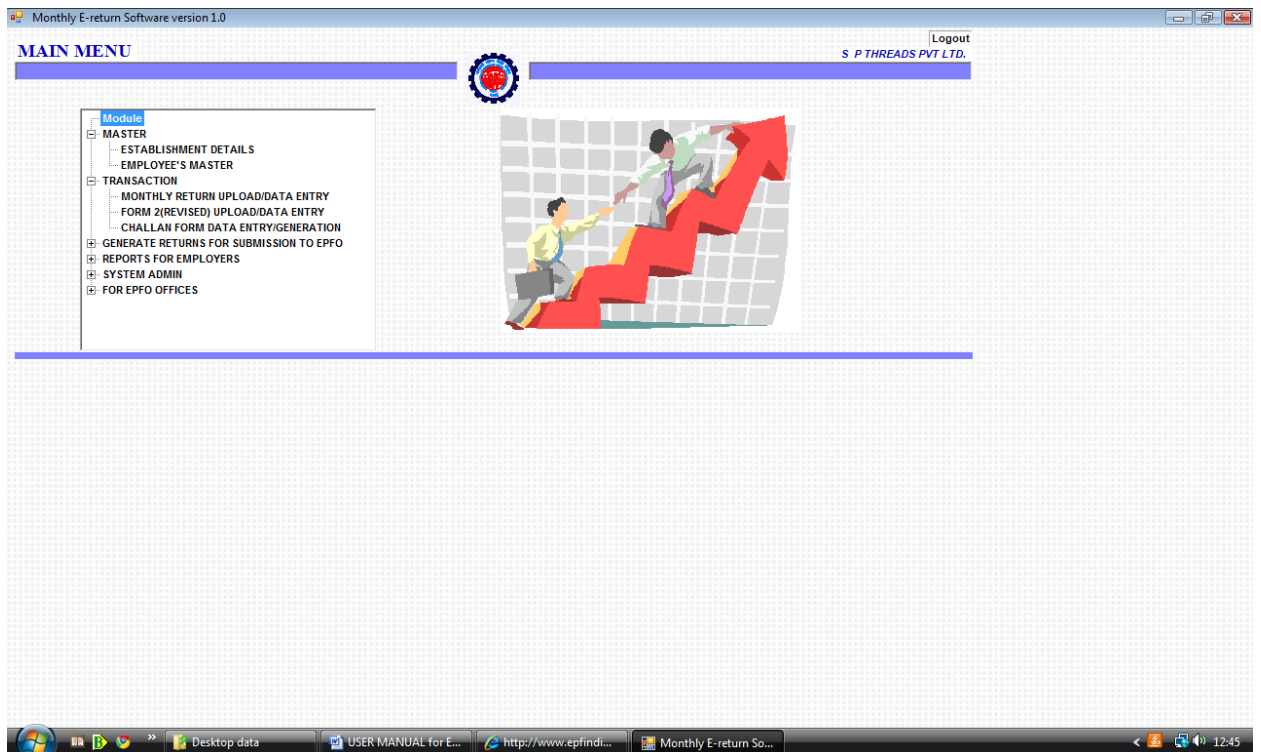 Monthly E-return Software version 1.0
Logout
MAIN MENU
S P THREADS PVT LTD.
Module
MASTER
ESTABLISHMENT DETAILS
EMPLOYEE'S MASTER
TRANSACTION
MONTHLY RETURN UPLOAD/DATA ENTRY
FORM 2(REVISED) UPLOAD/DATA ENTRY
CHALLAN FORM DATA ENTRY/GENERATION
GENERATE RETURNS FOR SUBMISSION TO EPFO
REPORTS FOR EMPLOYERS
SYSTEM ADMIN
FOR EPFO OFFICES
Desktop data
USER MANUAL for E...
http://www.epfindi...
Monthly E-return So...
12:45